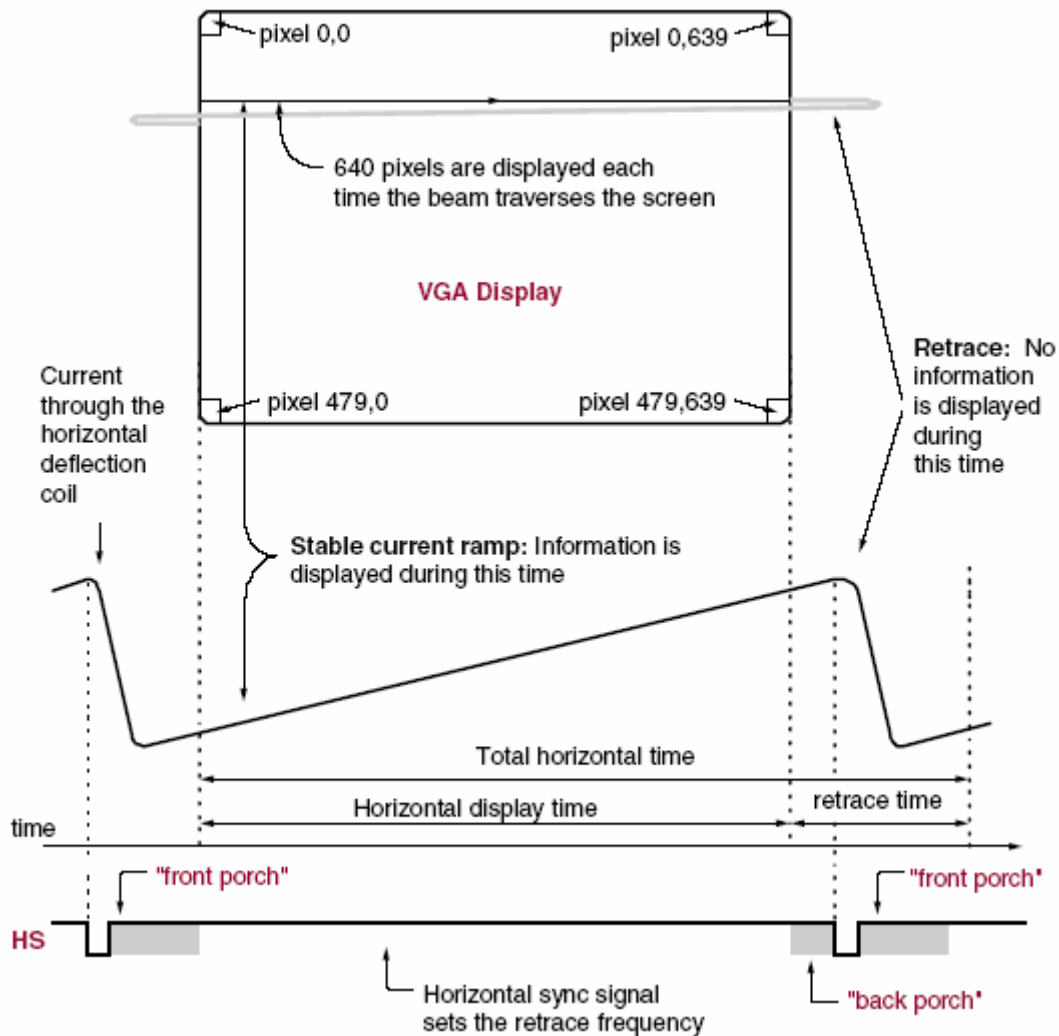 pixel 0,0
pixel 0,639
640 pixels are displayed each
time the beam traverses the screen
VGA Display
pixel 479,0
pixel 479,639
Retrace: No
information
is displayed
during
this time
Current
through the
horizontal
deflection
coil
Stable current ramp: Information is
displayed during this time
Total horizontal time
Horizontal display time
retrace time
time
"front porch"
"front porch"
HS
Horizontal sync signal
sets the retrace frequency
"back porch"